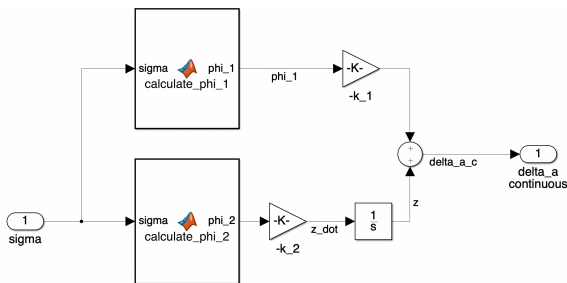 sigma
phi_1
calculate_phi_1
phi_1
-K-
-k_1
+
+
delta_a_c
1
delta_a
continuous
1
sigma
sigma
phi_2
calculate_phi_2
-K-
-k_2
z_dot
1
s
z